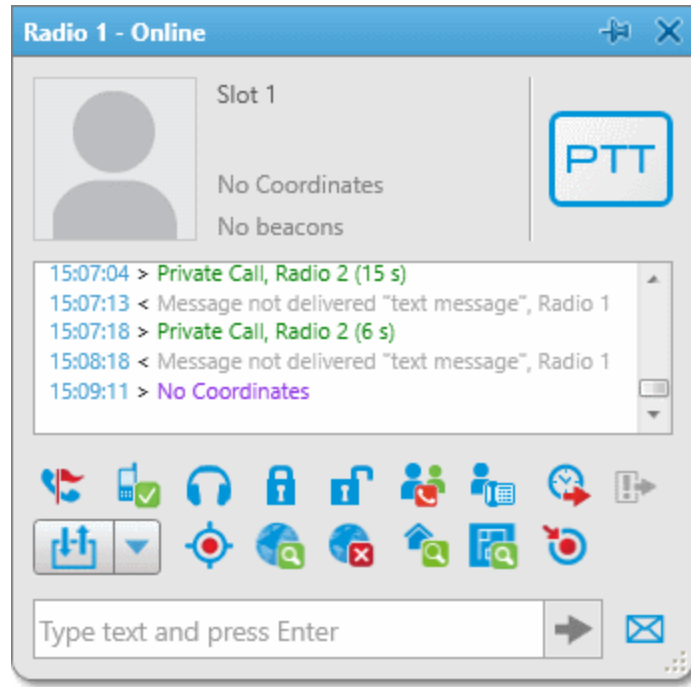 Radio 1 - Online
Slot 1
PTT
No Coordinates
No beacons
15:07:04 > Private Call, Radio 2 (15 s)
15:07:13 < Message not delivered "text message", Radio 1
15:07:18 > Private Call, Radio 2 (6 s)
15:08:18 < Message not delivered "text message", Radio 1
15:09:11 > No Coordinates
Type text and press Enter